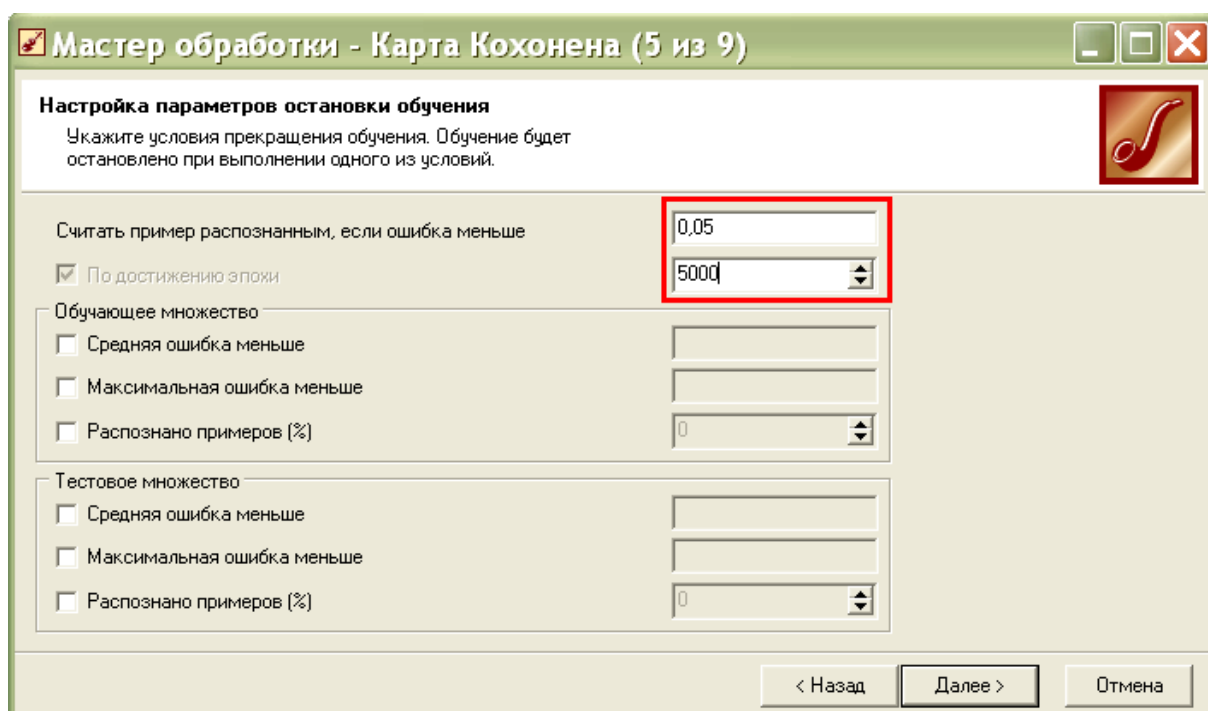 Мастер обработки - Карта Кохонена (5 из 9)
Настройка параметров остановки обучения
Укажите условия прекращения обучения. Обучение будет
остановлено при выполнении одного из условий.
Считать пример распознанным, если ошибка меньше 0,05
По достижению эпохи 5000
Обучающее множество
Средняя ошибка меньше
Максимальная ошибка меньше
Распознано примеров (%) 0
Тестовое множество
Средняя ошибка меньше
Максимальная ошибка меньше
Распознано примеров (%) 0
< Назад Далее > Отмена